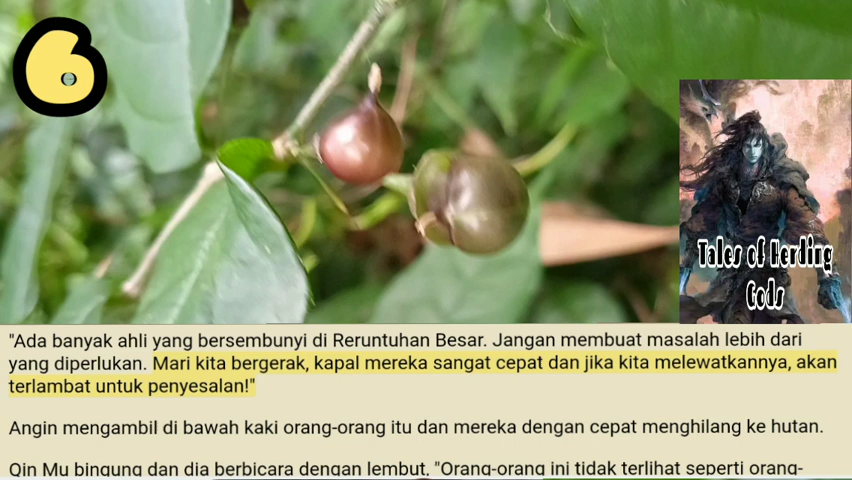 6
Tales of Herding
Gods
"Ada banyak ahli yang bersembunyi di Reruntuhan Besar. Jangan membuat masalah lebih dari
yang diperlukan. Mari kita bergerak, kapal mereka sangat cepat dan jika kita melewatkannya, akan
terlambat untuk penyesalan!"
Angin mengambil di bawah kaki orang-orang itu dan mereka dengan cepat menghilang ke hutan.
Qin Mu bingung dan dia berbicara dengan lembut, "Orang-orang ini tidak terlihat seperti orang-